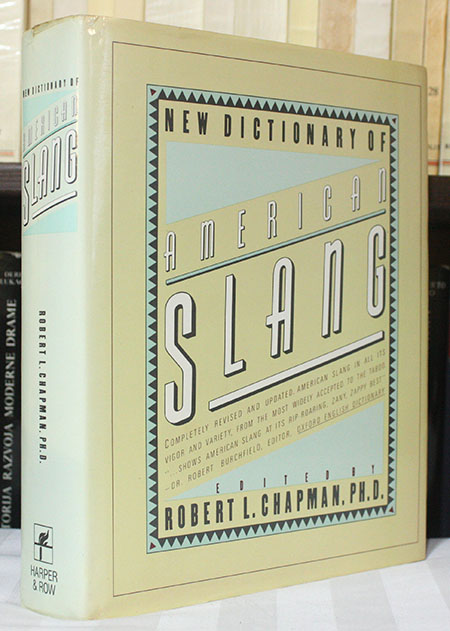 NEW DICTIONARY OF
AMERICAN
SLANG
ROBERT L. CHAPMAN, PH.D.
HARPER
& ROW
NEW DICTIONARY OF
AMERICAN
SLANG
COMPLETELY REVISED AND UPDATED, AMERICAN SLANG IN ALL ITS
VIGOR AND VARIETY, FROM THE MOST WIDELY ACCEPTED TO THE TABOO
"...SHOWS AMERICAN SLANG AT ITS RIP-ROARING, ZANY, ZAPPY BEST"
—DR. ROBERT BURCHFIELD, EDITOR, OXFORD ENGLISH DICTIONARY
EDITED BY
ROBERT L. CHAPMAN, PH.D.
TORIJA RAZVOJA MODERNE DRAME
28